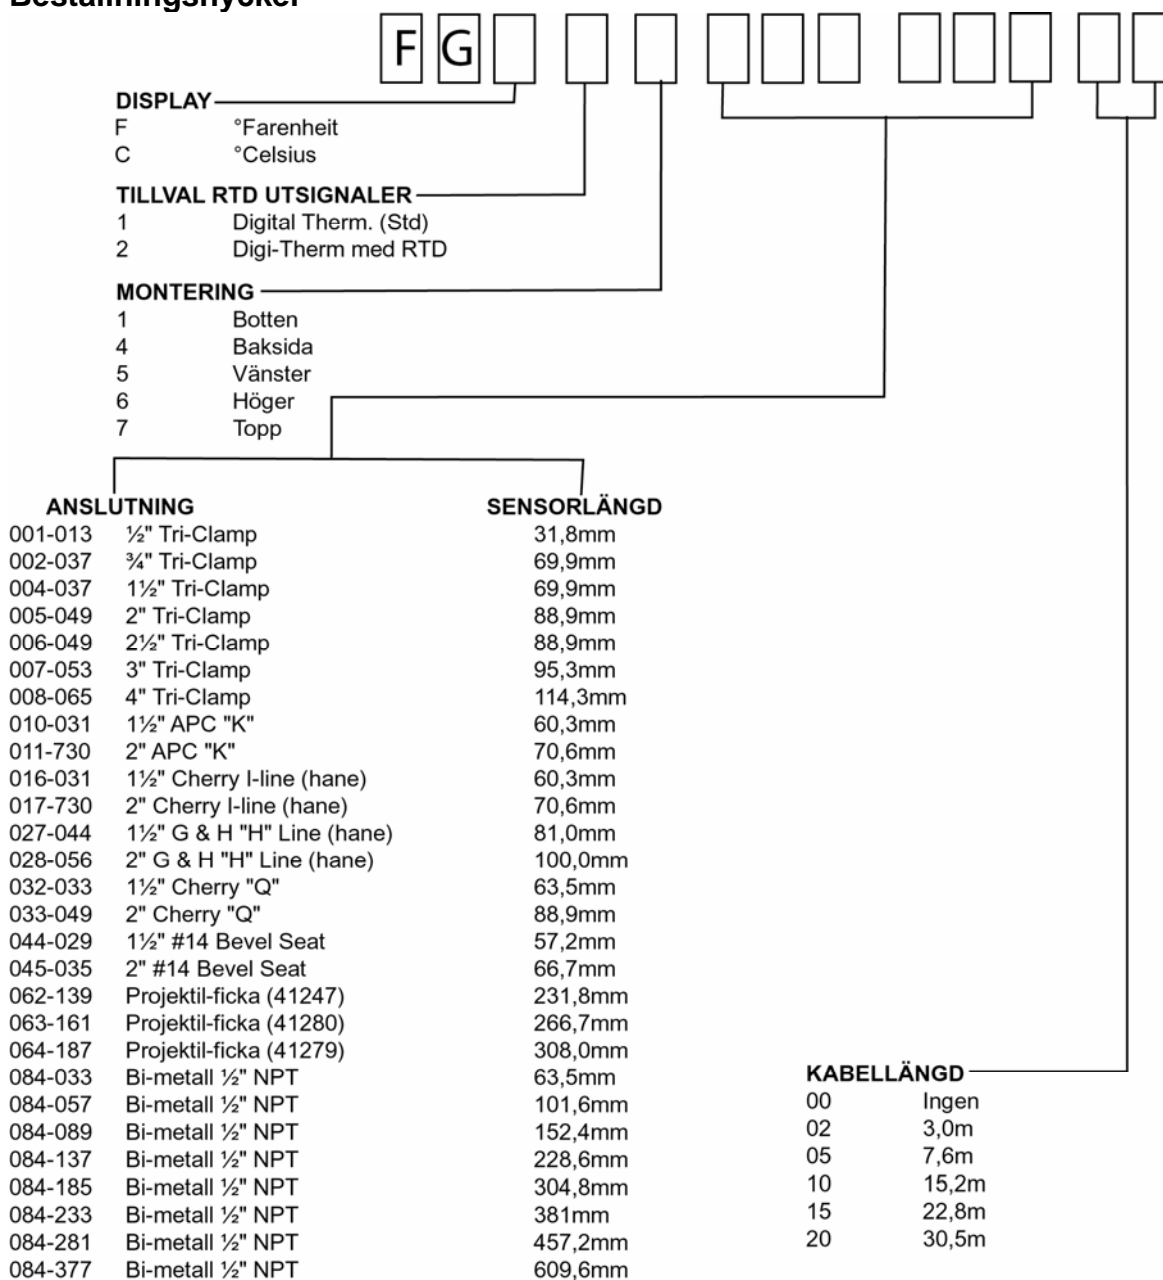 Beställningsnyckel
F G
DISPLAY
F °Farenheit
C °Celsius
TILLVAL RTD UTSIGNALER
1 Digital Therm. (Std)
2 Digi-Therm med RTD
MONTERING
1 Botten
4 Baksida
5 Vänster
6 Höger
7 Topp
ANSLUTNING SENSORLÄNGD
001-013 ½" Tri-Clamp 31,8mm
002-037 ¾" Tri-Clamp 69,9mm
004-037 1½" Tri-Clamp 69,9mm
005-049 2" Tri-Clamp 88,9mm
006-049 2½" Tri-Clamp 88,9mm
007-053 3" Tri-Clamp 95,3mm
008-065 4" Tri-Clamp 114,3mm
010-031 1½" APC "K" 60,3mm
011-730 2" APC "K" 70,6mm
016-031 1½" Cherry I-line (hane) 60,3mm
017-730 2" Cherry I-line (hane) 70,6mm
027-044 1½" G & H "H" Line (hane) 81,0mm
028-056 2" G & H "H" Line (hane) 100,0mm
032-033 1½" Cherry "Q" 63,5mm
033-049 2" Cherry "Q" 88,9mm
044-029 1½" #14 Bevel Seat 57,2mm
045-035 2" #14 Bevel Seat 66,7mm
062-139 Projektil-ficka (41247) 231,8mm
063-161 Projektil-ficka (41280) 266,7mm
064-187 Projektil-ficka (41279) 308,0mm
084-033 Bi-metall ½" NPT 63,5mm
084-057 Bi-metall ½" NPT 101,6mm
084-089 Bi-metall ½" NPT 152,4mm
084-137 Bi-metall ½" NPT 228,6mm
084-185 Bi-metall ½" NPT 304,8mm
084-233 Bi-metall ½" NPT 381mm
084-281 Bi-metall ½" NPT 457,2mm
084-377 Bi-metall ½" NPT 609,6mm
KABELLÄNGD
00 Ingen
02 3,0m
05 7,6m
10 15,2m
15 22,8m
20 30,5m